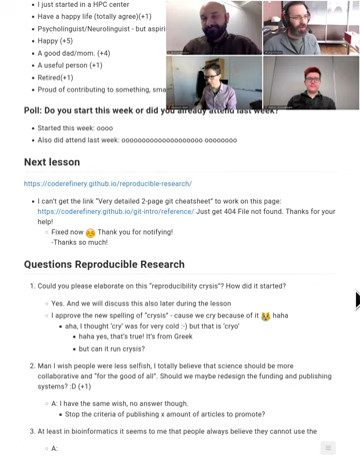 I just started in a HPC center
Have a happy life (totally agree)(+1)
Psycholinguist/Neurolinguist - but aspiri
Happy (+5)
A good dad/mom. (+4)
A useful person (+1)
Retired(+1)
Proud of contributing to something, sma
Poll: Do you start this week or did you already attend last week?
Started this week: oooo
Also did attend last week: oooooooooooooooooooo oooooooo
Next lesson
https://coderefinery.github.io/reproducible-research/
I can't get the link "Very detailed 2-page git cheatsheet" to work on this page:
https://coderefinery.github.io/git-intro/reference/ Just get 404 File not found. Thanks for your
help!
Fixed now 😊 Thank you for notifying!
-Thanks so much!
Questions Reproducible Research
1. Could you please elaborate on this "reproducibility crysis"? How did it started?
Yes. And we will discuss this also later during the lesson
I approve the new spelling of "crysis" - cause we cry because of it 😹 haha
aha, I thought 'cry' was for very cold :-) but that is 'cryo'
haha yes, that's true! It's from Greek
but can it run crysis?
2. Man I wish people were less selfish, I totally believe that science should be more
collaborative and "for the good of all". Should we maybe redesign the funding and publishing
systems? :D (+1)
A: I have the same wish, no answer though.
Stop the criteria of publishing x amount of articles to promote?
3. At least in bioinformatics it seems to me that people always believe they cannot use the
A: